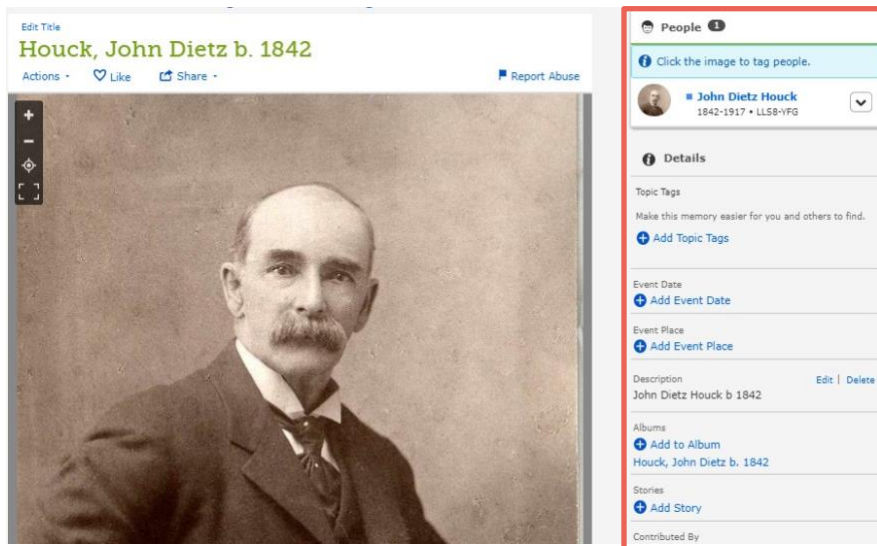 Edit Title
Houck, John Dietz b. 1842
Actions Like Share Report Abuse
People 1
Click the image to tag people.
John Dietz Houck
1842-1917 • LLSB-YFG
Details
Topic Tags
Make this memory easier for you and others to find.
Add Topic Tags
Event Date
Add Event Date
Event Place
Add Event Place
Description Edit | Delete
John Dietz Houck b 1842
Albums
Add to Album
Houck, John Dietz b. 1842
Stories
Add Story
Contributed By